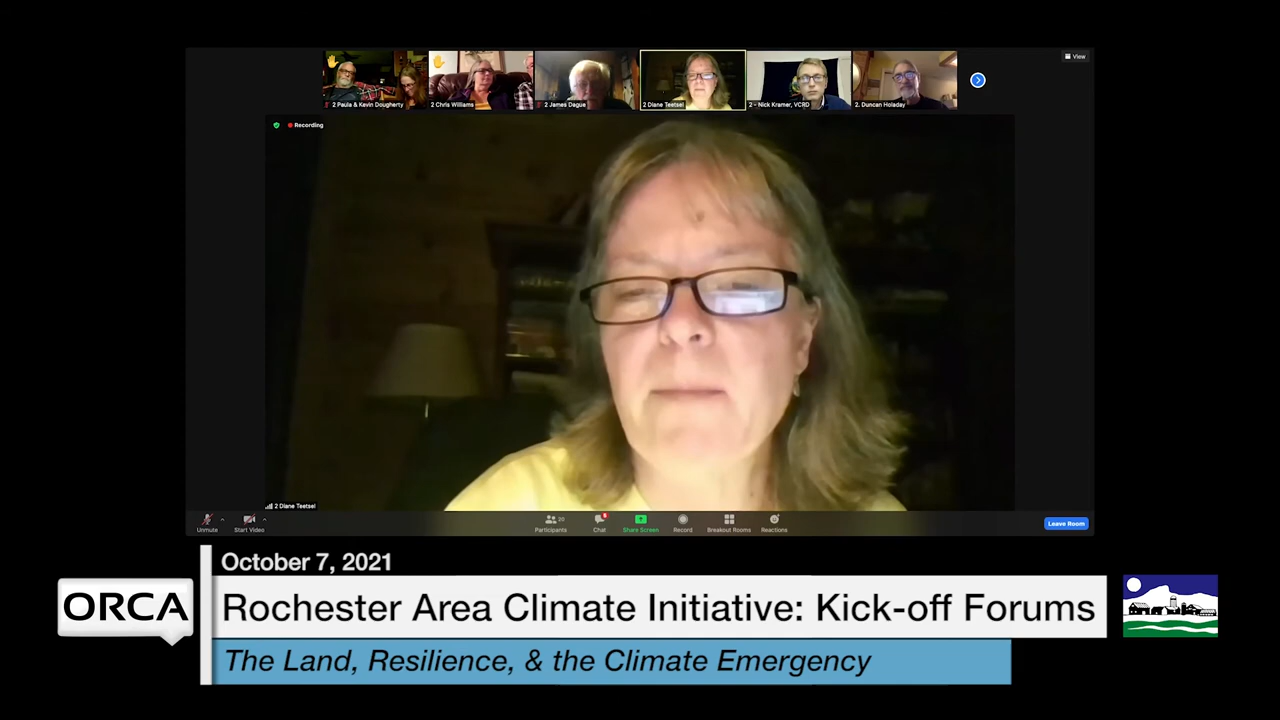 View
2 Paula & Kevin Dougherty
2 Chris Williams
2 James Dague
2 Diane Teetsel
2 - Nick Kramer, VCRD
2. Duncan Holaday
Recording
2 Diane Teetsel
Unmute
Start Video
Participants
20
Chat
Share Screen
Record
Breakout Rooms
Reactions
Leave Room
October 7, 2021
ORCA
Rochester Area Climate Initiative: Kick-off Forums
The Land, Resilience, & the Climate Emergency